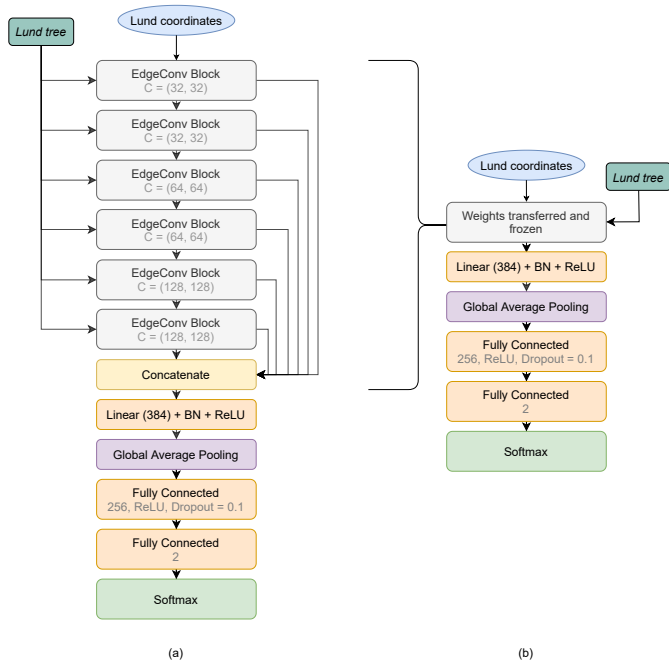 Lund tree
Lund coordinates
EdgeConv Block
C = (32, 32)
EdgeConv Block
C = (32, 32)
EdgeConv Block
C = (64, 64)
EdgeConv Block
C = (64, 64)
EdgeConv Block
C = (128, 128)
EdgeConv Block
C = (128, 128)
Concatenate
Linear (384) + BN + ReLU
Global Average Pooling
Fully Connected
256, ReLU, Dropout = 0.1
Fully Connected
2
Softmax
(a)
Lund coordinates
Lund tree
Weights transferred and
frozen
Linear (384) + BN + ReLU
Global Average Pooling
Fully Connected
256, ReLU, Dropout = 0.1
Fully Connected
2
Softmax
(b)